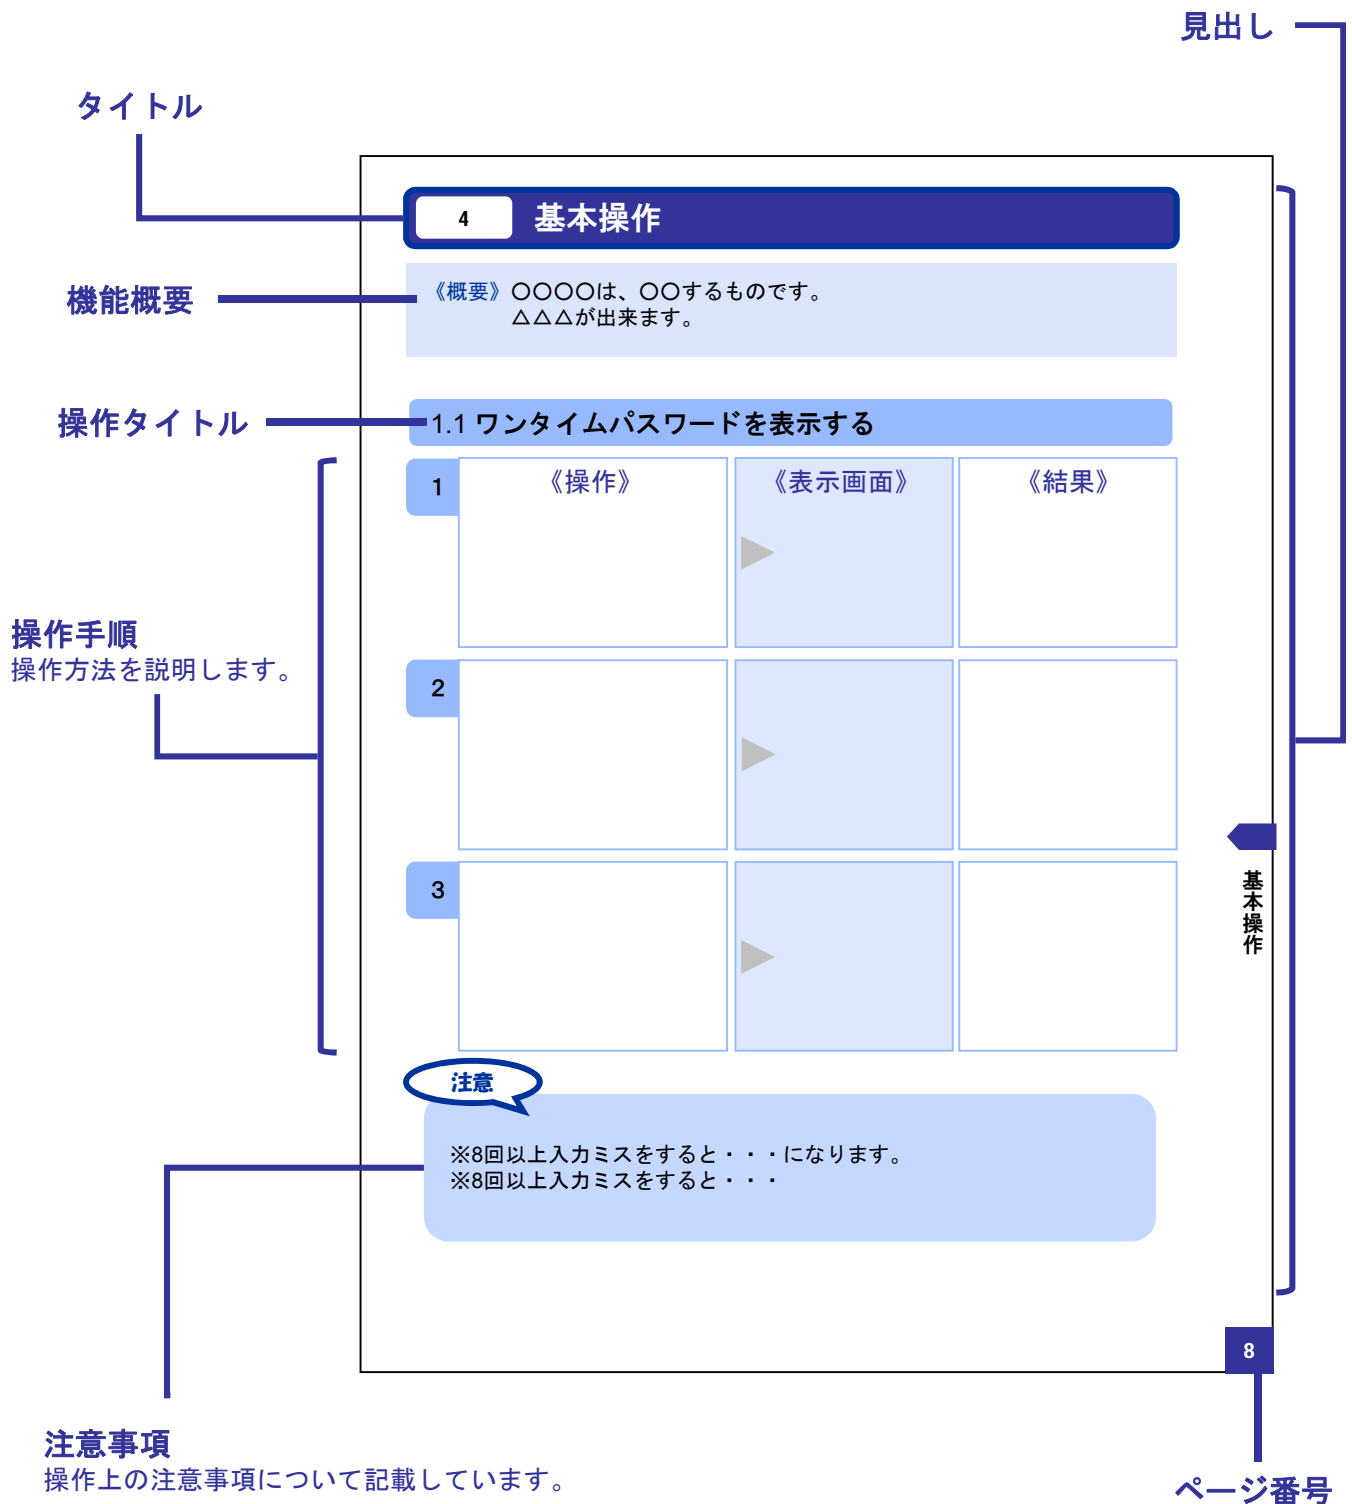 見出し
タイトル
4 基本操作
機能概要
《概要》〇〇〇〇は、〇〇するものです。
△△△が出来ます。
操作タイトル
1.1 ワンタイムパスワードを表示する
1 《操作》 《表示画面》 《結果》
操作手順
操作方法を説明します。
2
3
基本操作
注意
※8回以上入力ミスをすると・・・になります。
※8回以上入力ミスをすると・・・
8
注意事項
操作上の注意事項について記載しています。
ページ番号